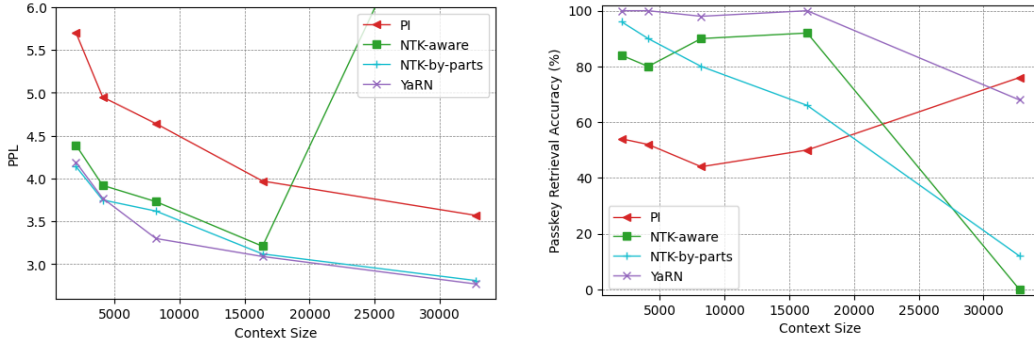 6.0
5.5
5.0
4.5
4.0
3.5
3.0
PPL
5000 10000 15000 20000 25000 30000
Context Size
PI
NTK-aware
NTK-by-parts
YaRN
100
80
60
40
20
0
Passkey Retrieval Accuracy (%)
PI
NTK-aware
NTK-by-parts
YaRN
5000 10000 15000 20000 25000 30000
Context Size